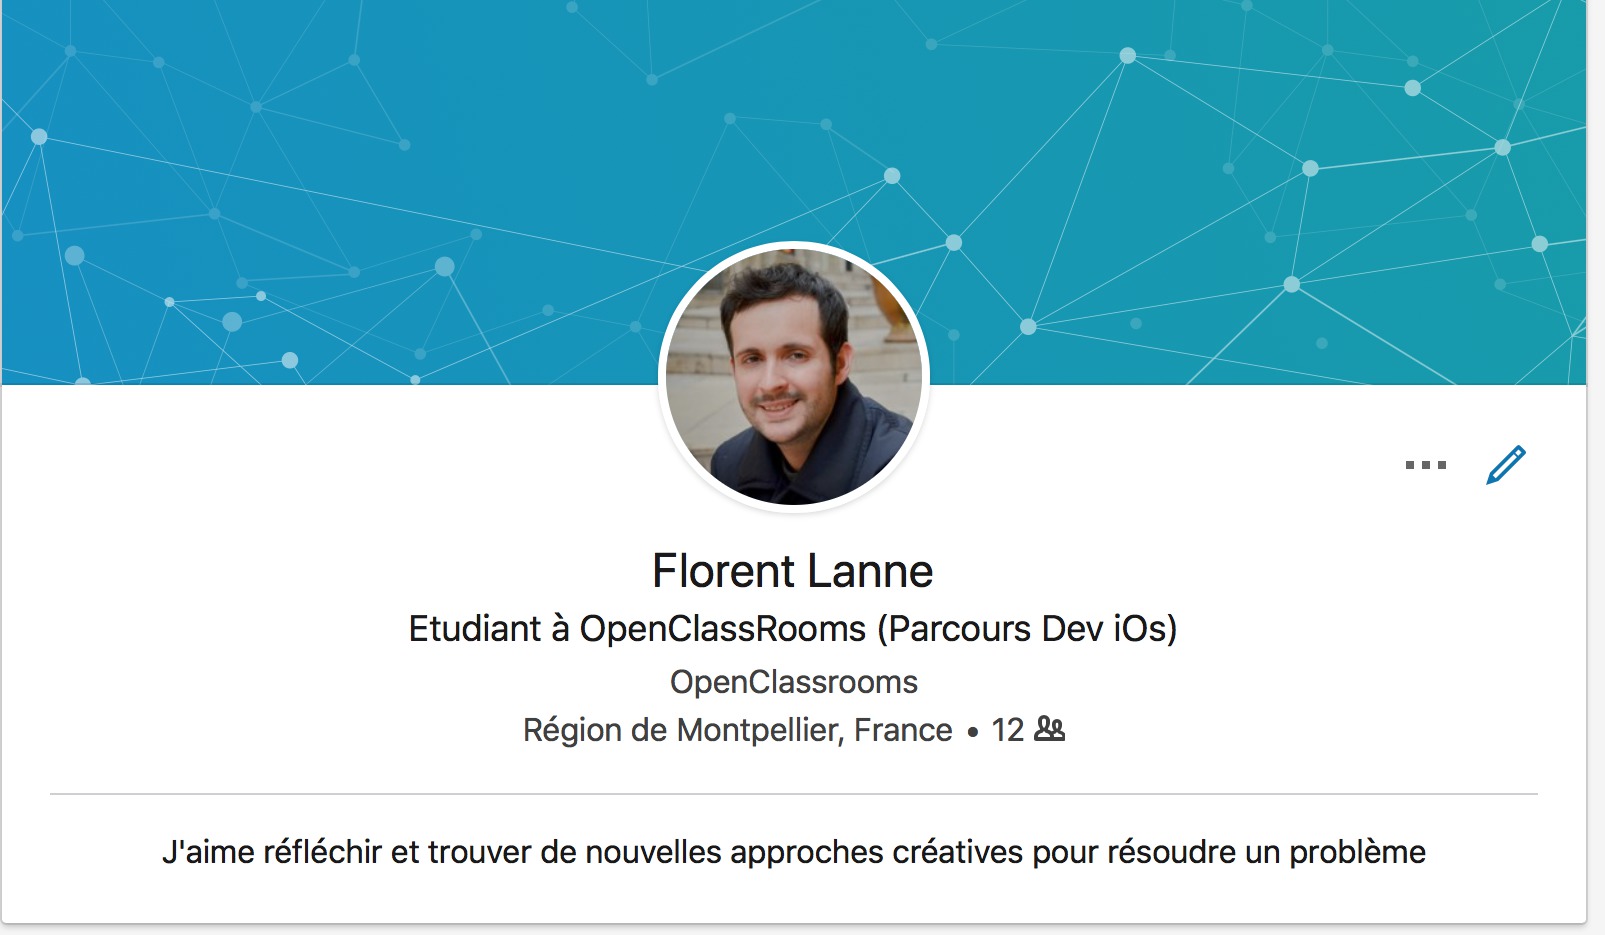 Florent Lanne
Etudiant à OpenClassRooms (Parcours Dev iOs)
OpenClassrooms
Région de Montpellier, France • 12
J'aime réfléchir et trouver de nouvelles approches créatives pour résoudre un problème